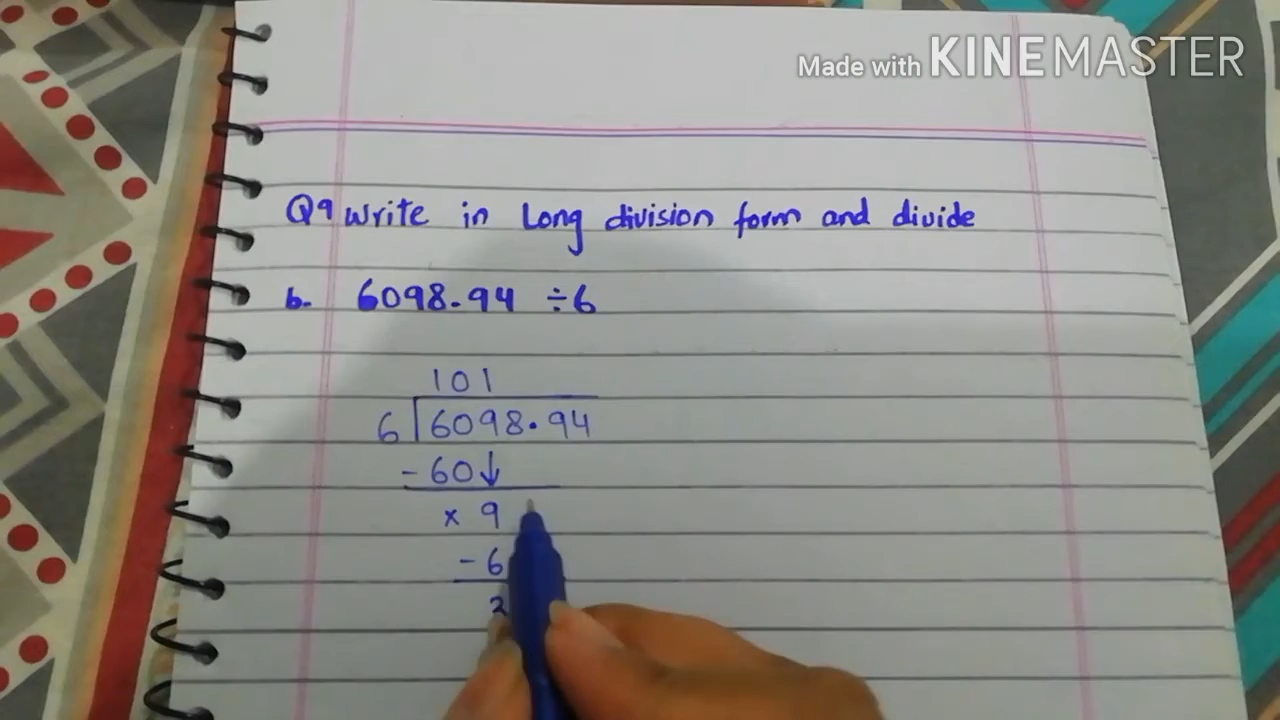 Made with KINEMASTER
Q9 Write in Long division form and divide
b. 6098.94 ÷6
101
6 6098.94
- 60↓
x 9
- 6